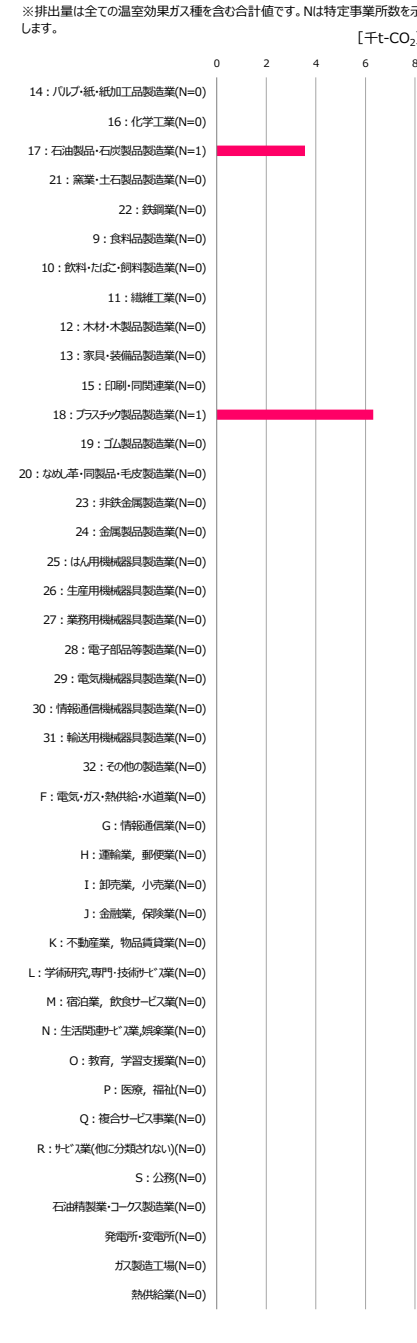 ※排出量は全ての温室効果ガス種を含む合計値です。Nは特定事業所数を示
します。
[千t-CO₂]
0 2 4 6 8
14：パルプ・紙・紙加工品製造業(N=0)
16：化学工業(N=0)
17：石油製品・石炭製品製造業(N=1)
21：窯業・土石製品製造業(N=0)
22：鉄鋼業(N=0)
9：食料品製造業(N=0)
10：飲料・たばこ・飼料製造業(N=0)
11：繊維工業(N=0)
12：木材・木製品製造業(N=0)
13：家具・装備品製造業(N=0)
15：印刷・同関連業(N=0)
18：プラスチック製品製造業(N=1)
19：ゴム製品製造業(N=0)
20：なめし革・同製品・毛皮製造業(N=0)
23：非鉄金属製造業(N=0)
24：金属製品製造業(N=0)
25：はん用機械器具製造業(N=0)
26：生産用機械器具製造業(N=0)
27：業務用機械器具製造業(N=0)
28：電子部品等製造業(N=0)
29：電気機械器具製造業(N=0)
30：情報通信機械器具製造業(N=0)
31：輸送用機械器具製造業(N=0)
32：その他の製造業(N=0)
F：電気・ガス・熱供給・水道業(N=0)
G：情報通信業(N=0)
H：運輸業，郵便業(N=0)
I：卸売業，小売業(N=0)
J：金融業，保険業(N=0)
K：不動産業，物品賃貸業(N=0)
L：学術研究,専門・技術ｻｰﾋﾞｽ業(N=0)
M：宿泊業，飲食サービス業(N=0)
N：生活関連ｻｰﾋﾞｽ業,娯楽業(N=0)
O：教育，学習支援業(N=0)
P：医療，福祉(N=0)
Q：複合サービス事業(N=0)
R：ｻｰﾋﾞｽ業(他に分類されない)(N=0)
S：公務(N=0)
石油精製業・コークス製造業(N=0)
発電所・変電所(N=0)
ガス製造工場(N=0)
熱供給業(N=0)